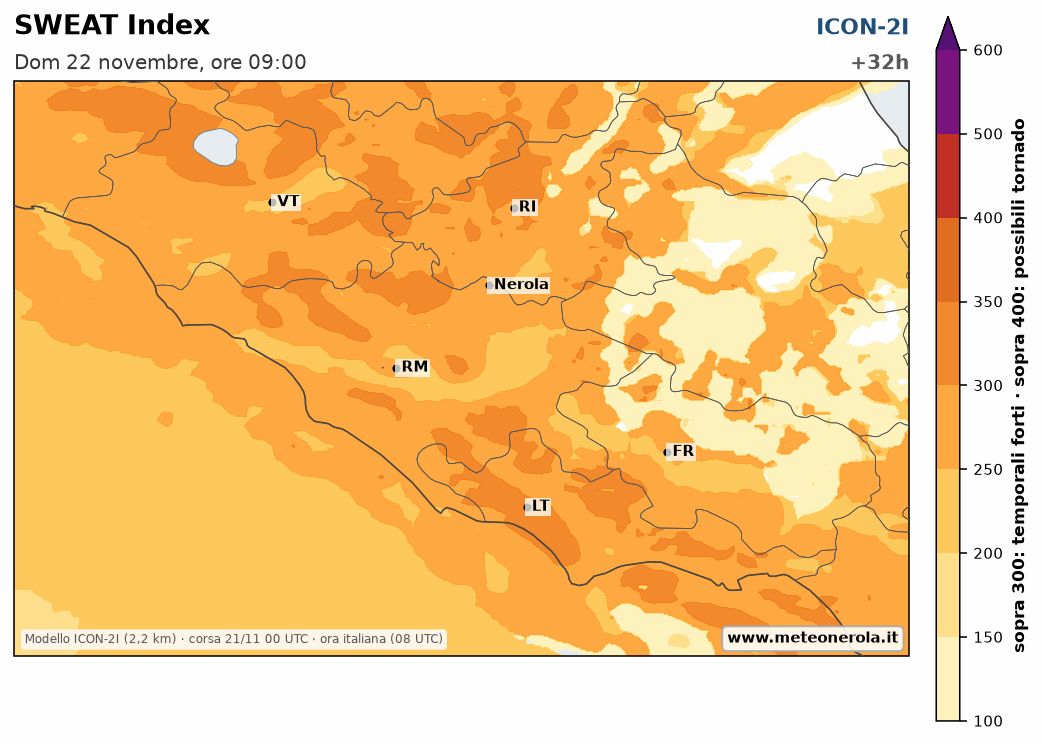 SWEAT Index
ICON-2I
Dom 22 novembre, ore 09:00
+32h
VT
RI
Nerola
RM
FR
LT
Modello ICON-2I (2,2 km) · corsa 21/11 00 UTC · ora italiana (08 UTC)
www.meteonerola.it
600
500
400
350
300
250
200
150
100
sopra 300: temporali forti · sopra 400: possibili tornado